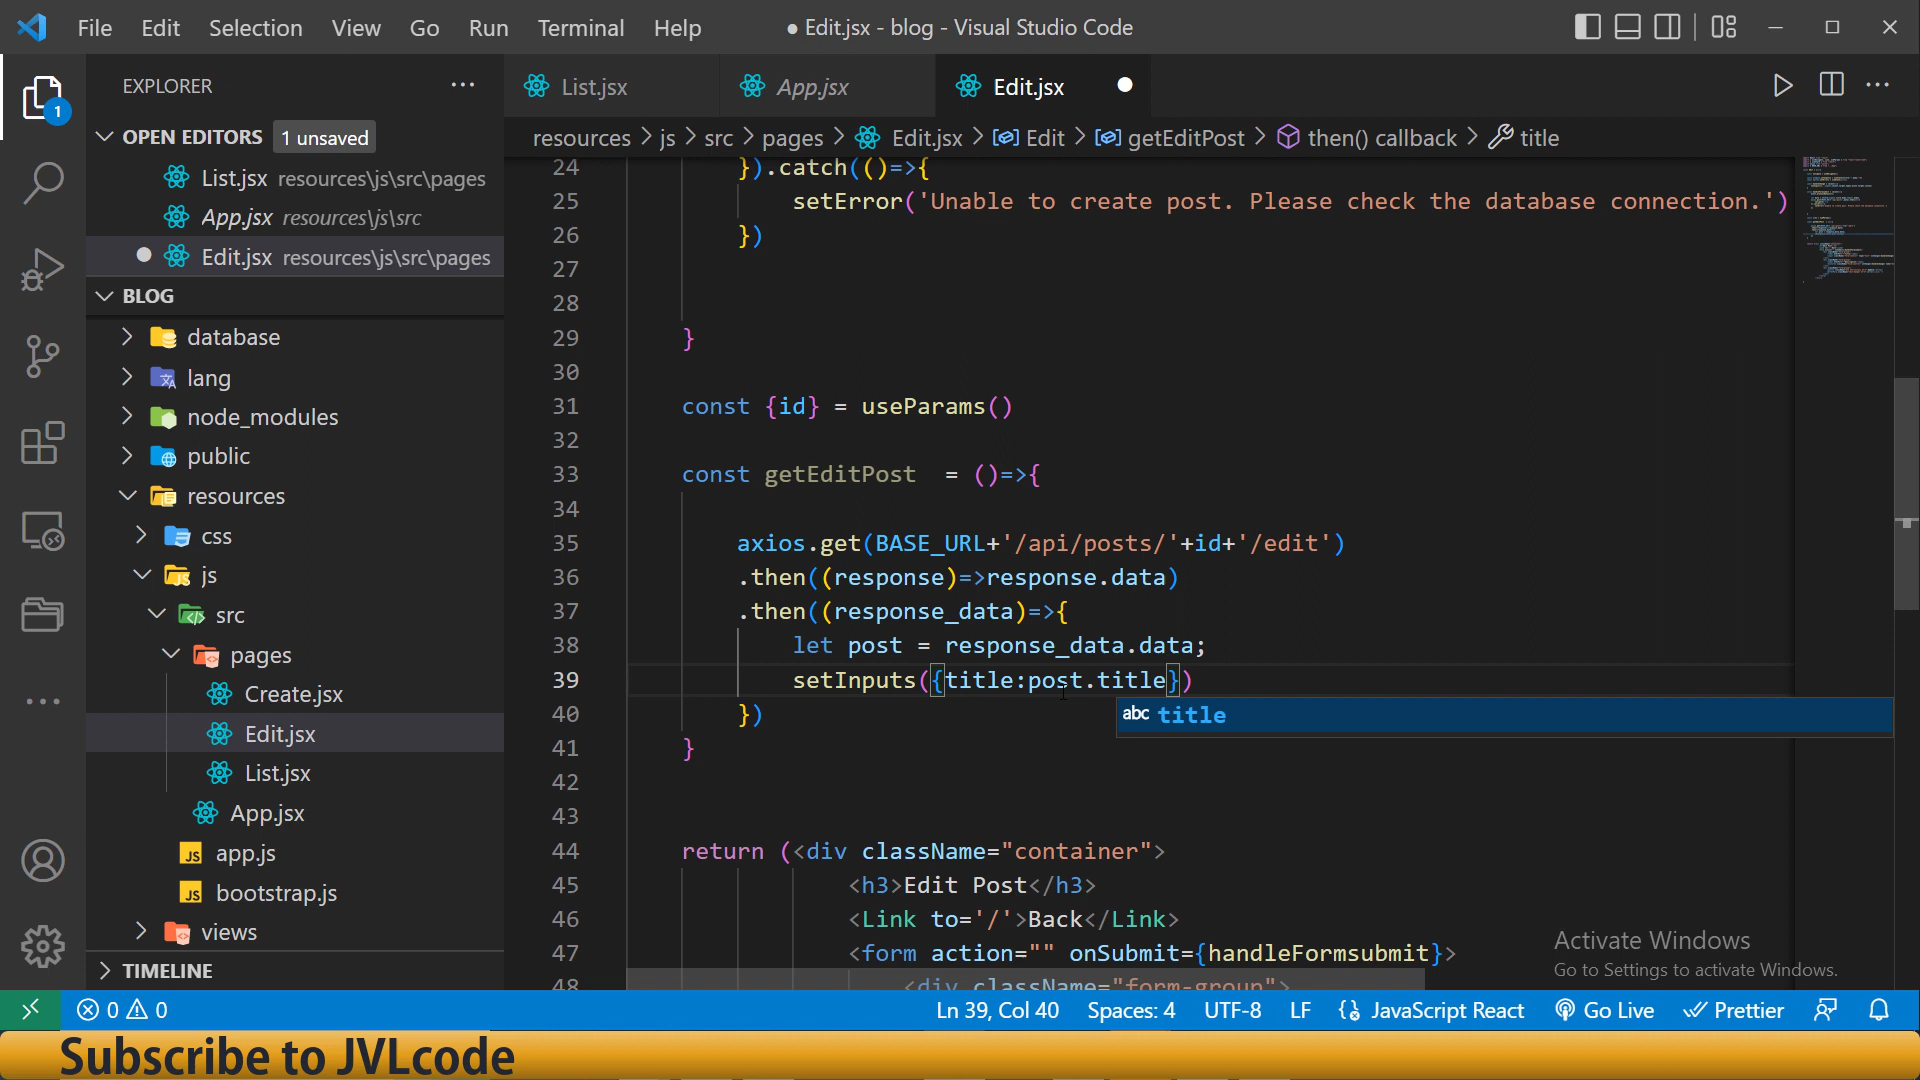 File Edit Selection View Go Run Terminal Help ● Edit.jsx - blog - Visual Studio Code
EXPLORER
1
OPEN EDITORS 1 unsaved
List.jsx resources\js\src\pages
App.jsx resources\js\src
Edit.jsx resources\js\src\pages
BLOG
database
lang
node_modules
public
resources
css
js
src
pages
Create.jsx
Edit.jsx
List.jsx
App.jsx
JS app.js
JS bootstrap.js
views
TIMELINE
List.jsx App.jsx Edit.jsx
resources > js > src > pages > Edit.jsx > Edit > getEditPost > then() callback > title
24 }).catch(()=>{
25 setError('Unable to create post. Please check the database connection.')
26 })
27
28
29 }
30
31 const {id} = useParams()
32
33 const getEditPost  = ()=>{
34
35 axios.get(BASE_URL+'/api/posts/'+id+'/edit')
36 .then((response)=>response.data)
37 .then((response_data)=>{
38 let post = response_data.data;
39 setInputs({title:post.title})
abc title
40 })
41 }
42
43
44 return (<div className="container">
45 <h3>Edit Post</h3>
46 <Link to='/'>Back</Link>
47 <form action="" onSubmit={handleFormsubmit}>
48 <div className="form-group">
Activate Windows
Go to Settings to activate Windows.
0 0 Ln 39, Col 40 Spaces: 4 UTF-8 LF JavaScript React Go Live Prettier
Subscribe to JVLcode